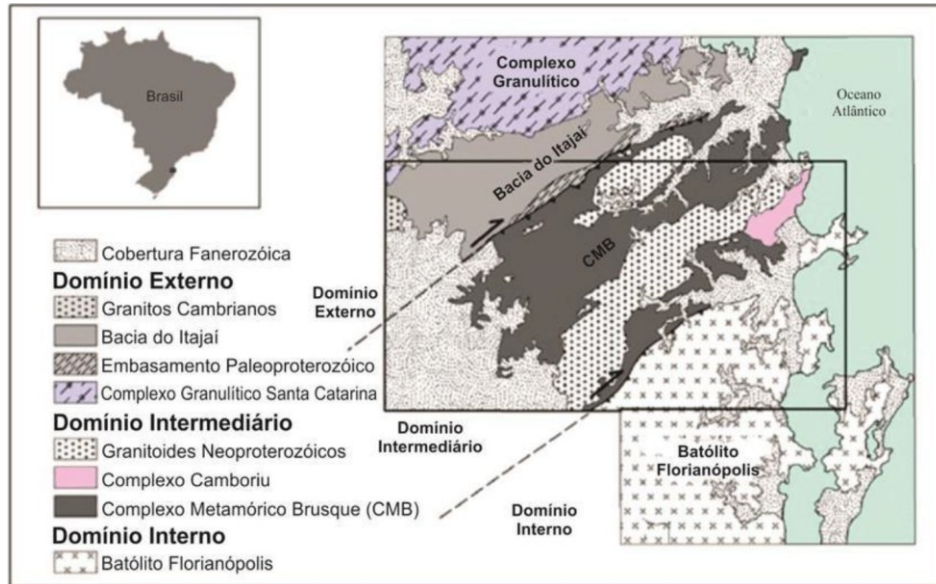 Brasil
Complexo
Granulítico
Oceano
Atlântico
Bacia do Itajaí
CMB
Domínio
Externo
Domínio
Intermediário
Domínio
Interno
Batólito
Florianópolis
Cobertura Fanerozóica
Domínio Externo
Granitos Cambrianos
Bacia do Itajaí
Embasamento Paleoproterozóico
Complexo Granulítico Santa Catarina
Domínio Intermediário
Granitoides Neoproterozóicos
Complexo Camboriu
Complexo Metamórico Brusque (CMB)
Domínio Interno
Batólito Florianópolis